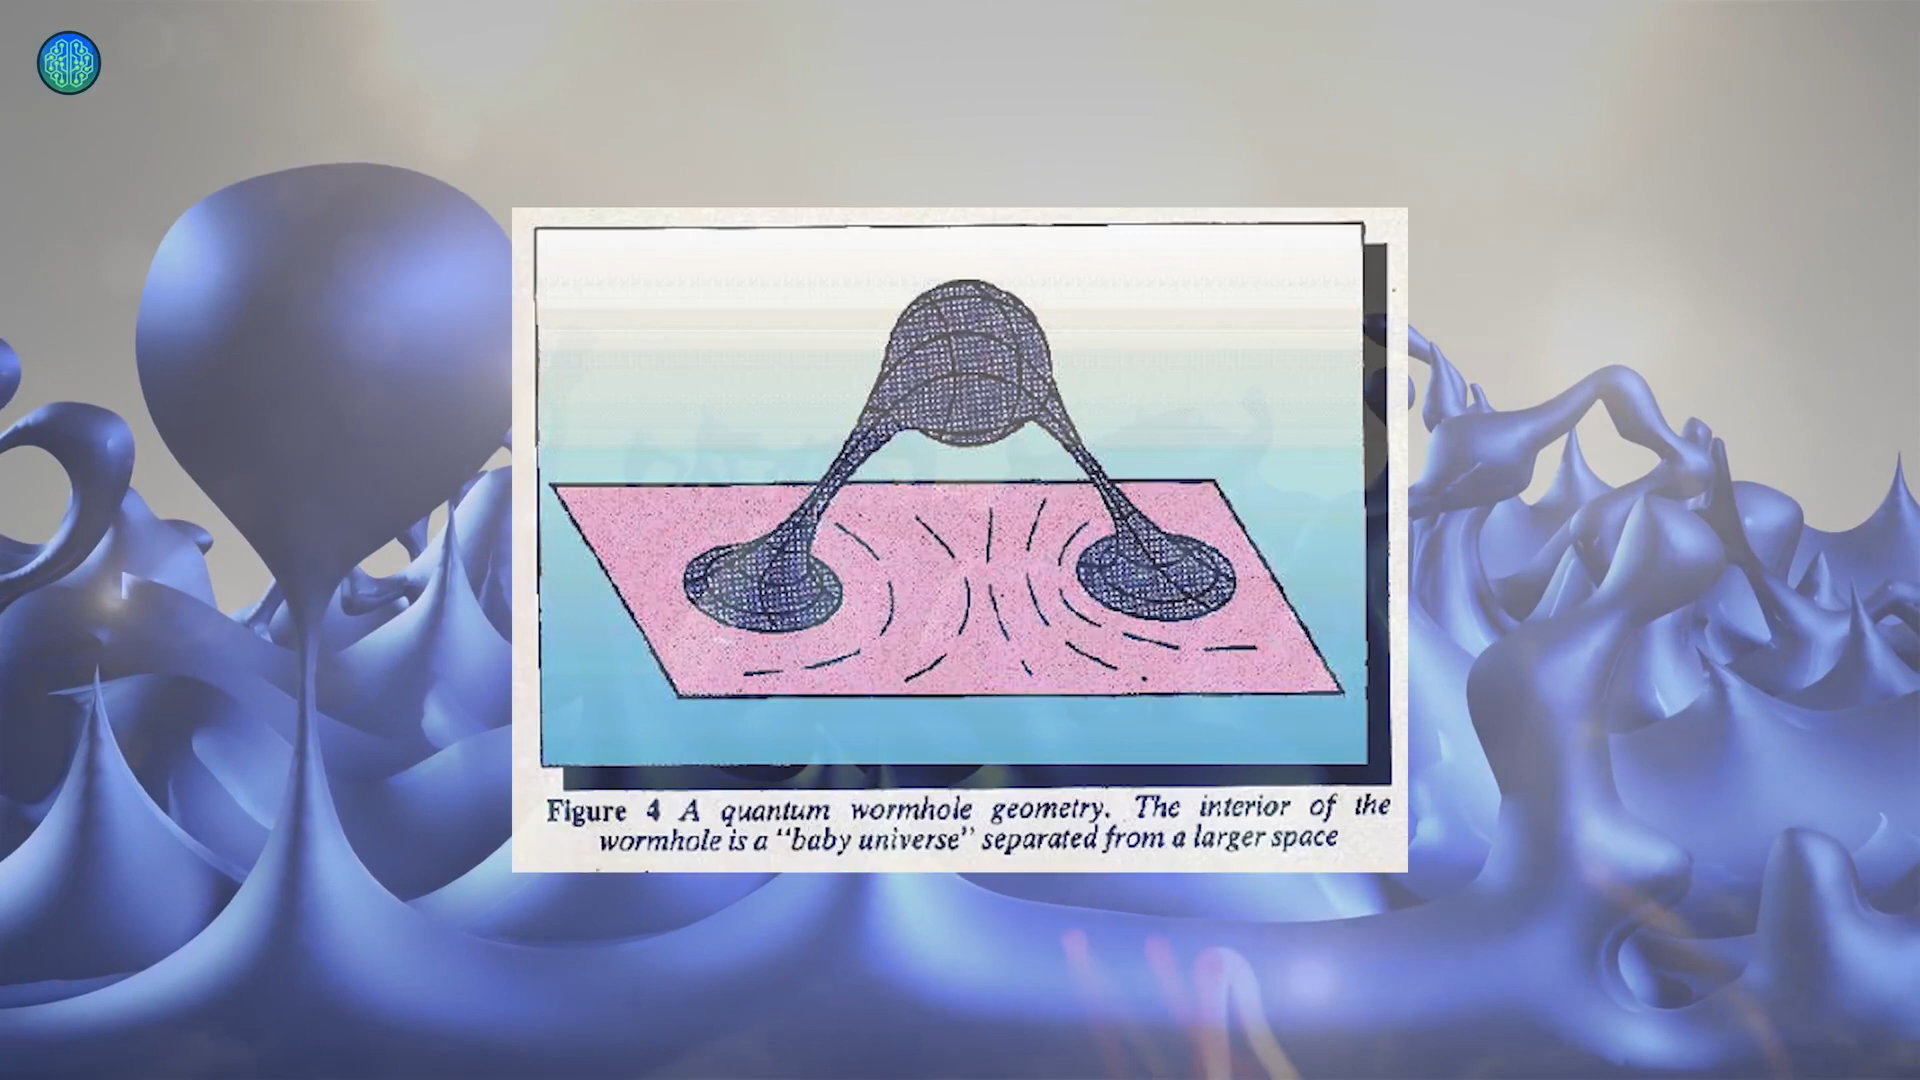 Figure 4 A quantum wormhole geometry. The interior of the
wormhole is a "baby universe" separated from a larger space